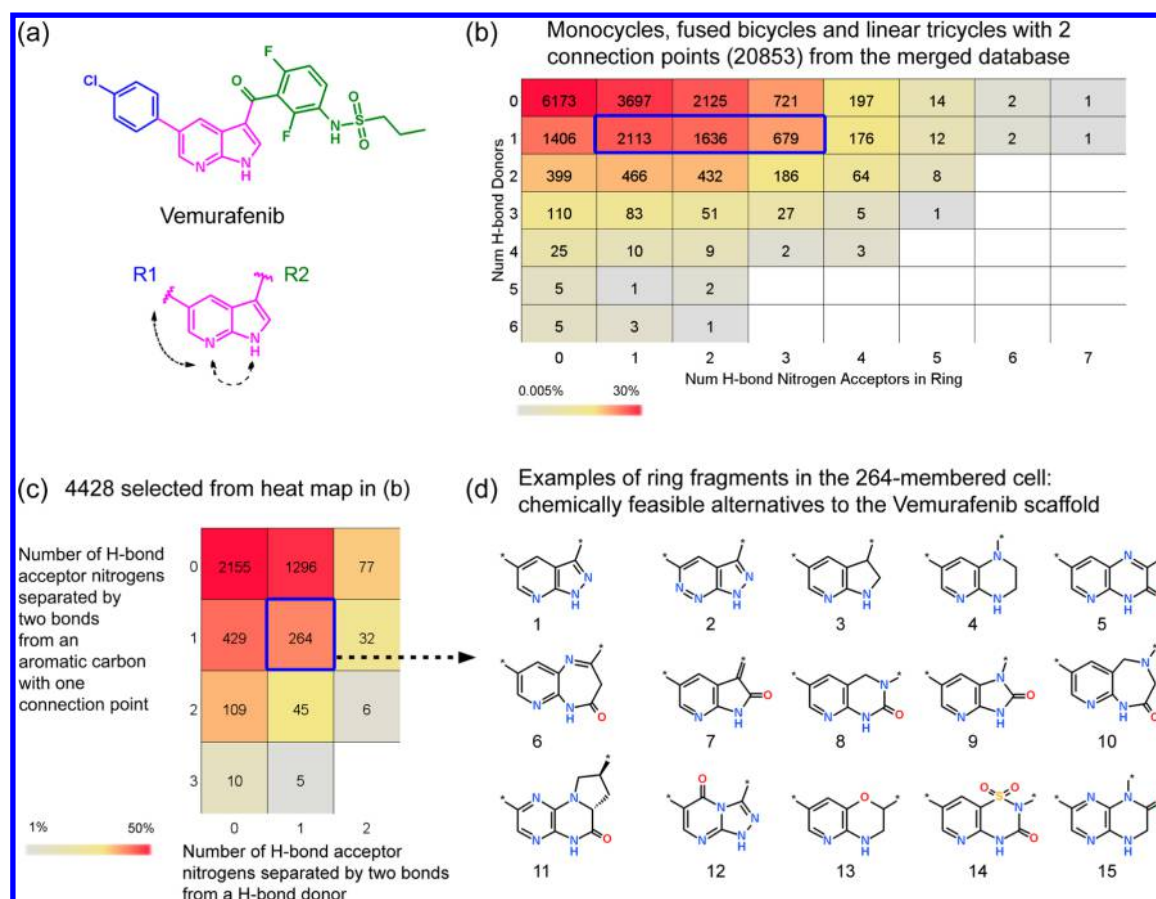 (a)
Cl
O
F
F
N
N
H
NH
S
O
O
Vemurafenib
R1
R2
N
N
H
(b)
Monocycles, fused bicycles and linear tricycles with 2
connection points (20853) from the merged database
Num H-bond Donors
0 6173 3697 2125 721 197 14 2 1
1 1406 2113 1636 679 176 12 2 1
2 399 466 432 186 64 8
3 110 83 51 27 5 1
4 25 10 9 2 3
5 5 1 2
6 5 3 1
0 1 2 3 4 5 6 7
Num H-bond Nitrogen Acceptors in Ring
0.005% 30%
(c) 4428 selected from heat map in (b)
Number of H-bond
acceptor nitrogens
separated by
two bonds
from an
aromatic carbon
with one
connection point
0 2155 1296 77
1 429 264 32
2 109 45 6
3 10 5
0 1 2
1% 50%
Number of H-bond acceptor
nitrogens separated by two bonds
from a H-bond donor
(d)
Examples of ring fragments in the 264-membered cell:
chemically feasible alternatives to the Vemurafenib scaffold
1 2 3 4 5
6 7 8 9 10
11 12 13 14 15